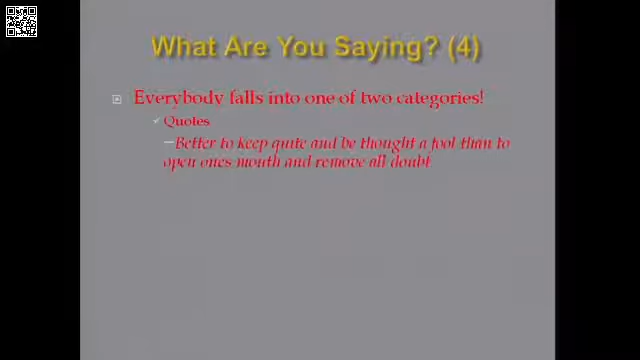 What Are You Saying? (4)
Everybody falls into one of two categories!
Quotes
—Better to keep quite and be thought a fool than to
open ones mouth and remove all doubt